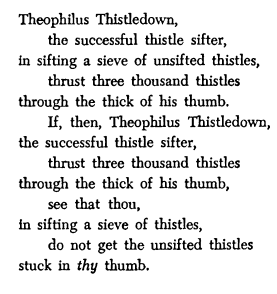 Theophilus Thistledown,
the successful thistle sifter,
in sifting a sieve of unsifted thistles,
thrust three thousand thistles
through the thick of his thumb.
If, then, Theophilus Thistledown,
the successful thistle sifter,
thrust three thousand thistles
through the thick of his thumb,
see that thou,
in sifting a sieve of thistles,
do not get the unsifted thistles
stuck in thy thumb.